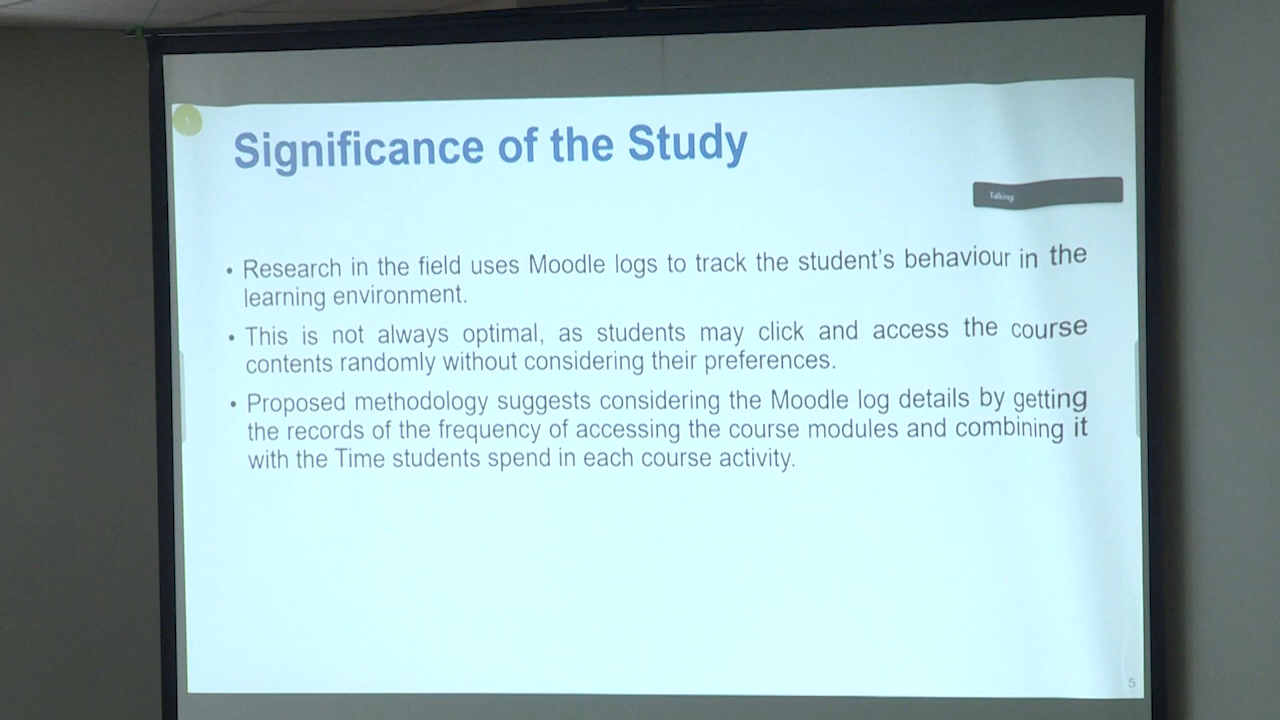 1
Significance of the Study
Talking:
• Research in the field uses Moodle logs to track the student's behaviour in the
learning environment.
• This is not always optimal, as students may click and access the course
contents randomly without considering their preferences.
• Proposed methodology suggests considering the Moodle log details by getting
the records of the frequency of accessing the course modules and combining it
with the Time students spend in each course activity.
5